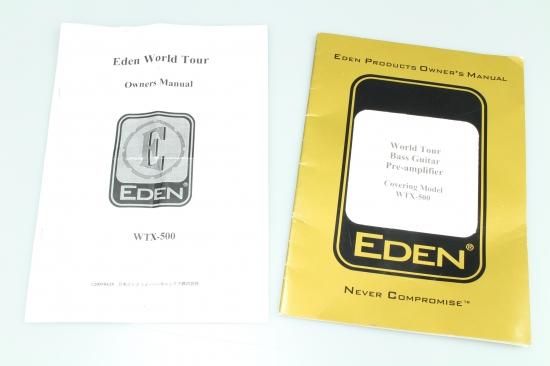 Eden World Tour
Owners Manual
E
EDEN
WTX-500
EDEN PRODUCTS OWNER'S MANUAL
World Tour
Bass Guitar
Pre-amplifier
Covering Model
WTX-500
EDEN®
NEVER COMPROMISE™